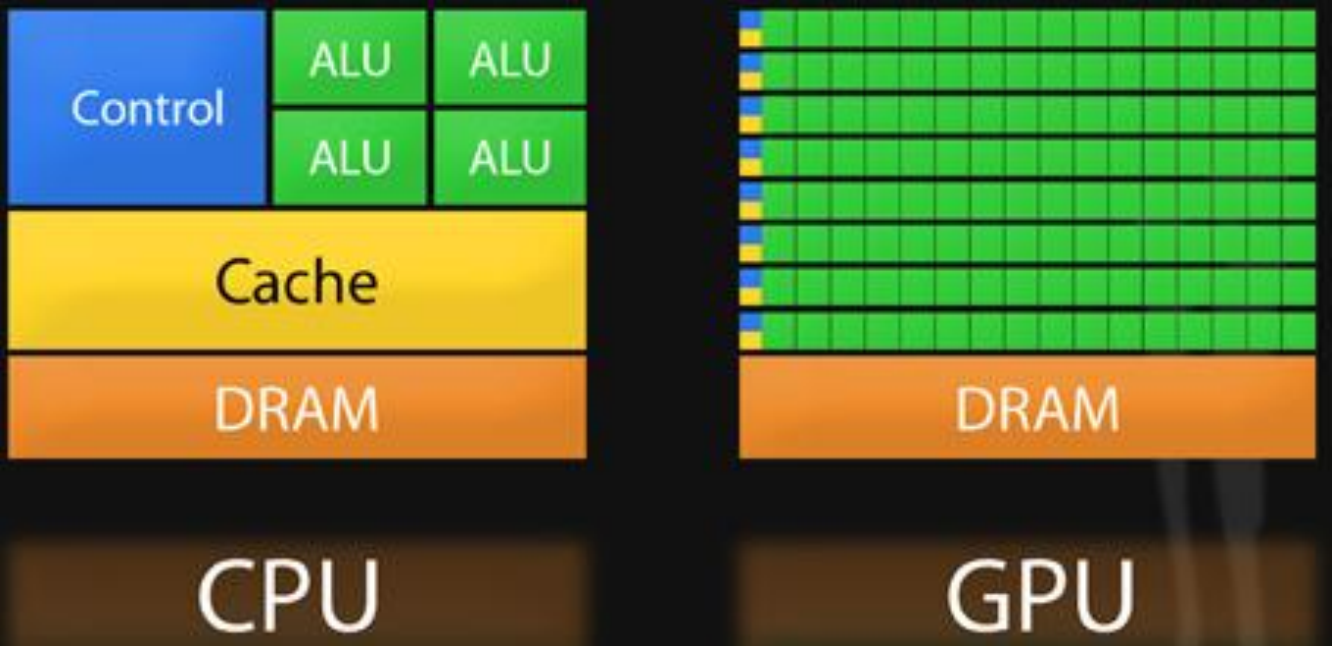 ALU ALU
Control
ALU ALU
Cache
DRAM
CPU
DRAM
GPU